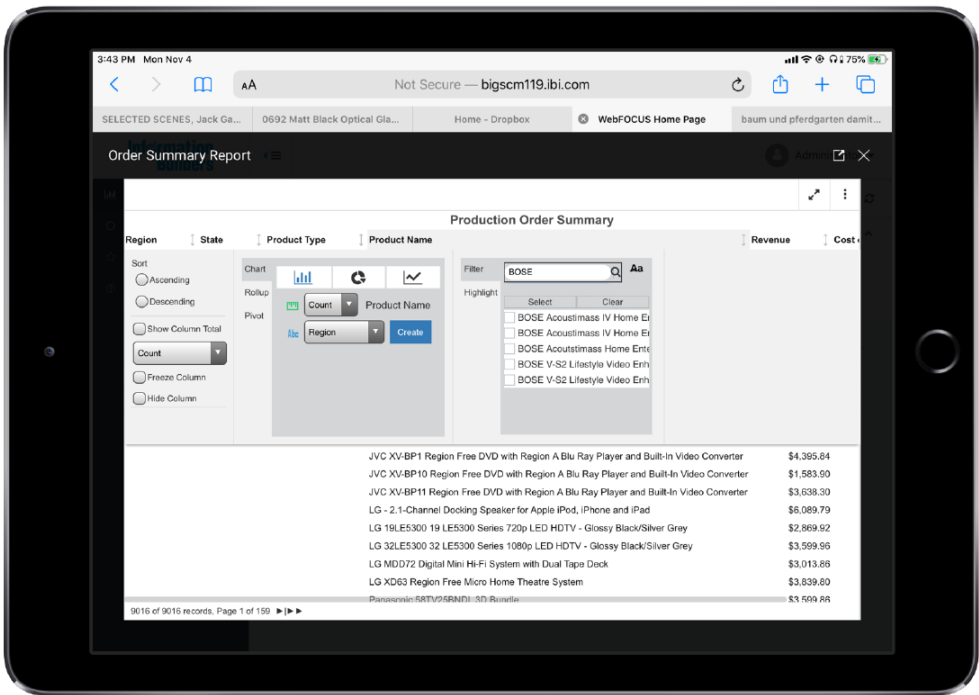 3:43 PM Mon Nov 4
75%
AA
Not Secure — bigscm119.ibi.com
SELECTED SCENES, Jack Ga...
0692 Matt Black Optical Gla...
Home - Dropbox
WebFOCUS Home Page
baum und pferdgarten damit...
Order Summary Report
Production Order Summary
Region
State
Product Type
Product Name
Revenue
Cost
Sort
Ascending
Descending
Show Column Total
Count
Freeze Column
Hide Column
Chart
Rollup
Pivot
Count
Product Name
Abc
Region
Create
Filter
BOSE
Aa
Highlight
Select
Clear
BOSE Acoustimass IV Home Er
BOSE Acoustimass IV Home Er
BOSE Acoutstimass Home Ente
BOSE V-S2 Lifestyle Video Enh
BOSE V-S2 Lifestyle Video Enh
JVC XV-BP1 Region Free DVD with Region A Blu Ray Player and Built-In Video Converter $4,395.84
JVC XV-BP10 Region Free DVD with Region A Blu Ray Player and Built-In Video Converter $1,583.90
JVC XV-BP11 Region Free DVD with Region A Blu Ray Player and Built-In Video Converter $3,638.30
LG - 2.1-Channel Docking Speaker for Apple iPod, iPhone and iPad $6,089.79
LG 19LE5300 19 LE5300 Series 720p LED HDTV - Glossy Black/Silver Grey $2,869.92
LG 32LE5300 32 LE5300 Series 1080p LED HDTV - Glossy Black/Silver Grey $3,599.96
LG MDD72 Digital Mini Hi-Fi System with Dual Tape Deck $3,013.86
LG XD63 Region Free Micro Home Theatre System $3,839.80
Panasonic 58TV25BNDL 3D Bundle $3,599.86
9016 of 9016 records, Page 1 of 159